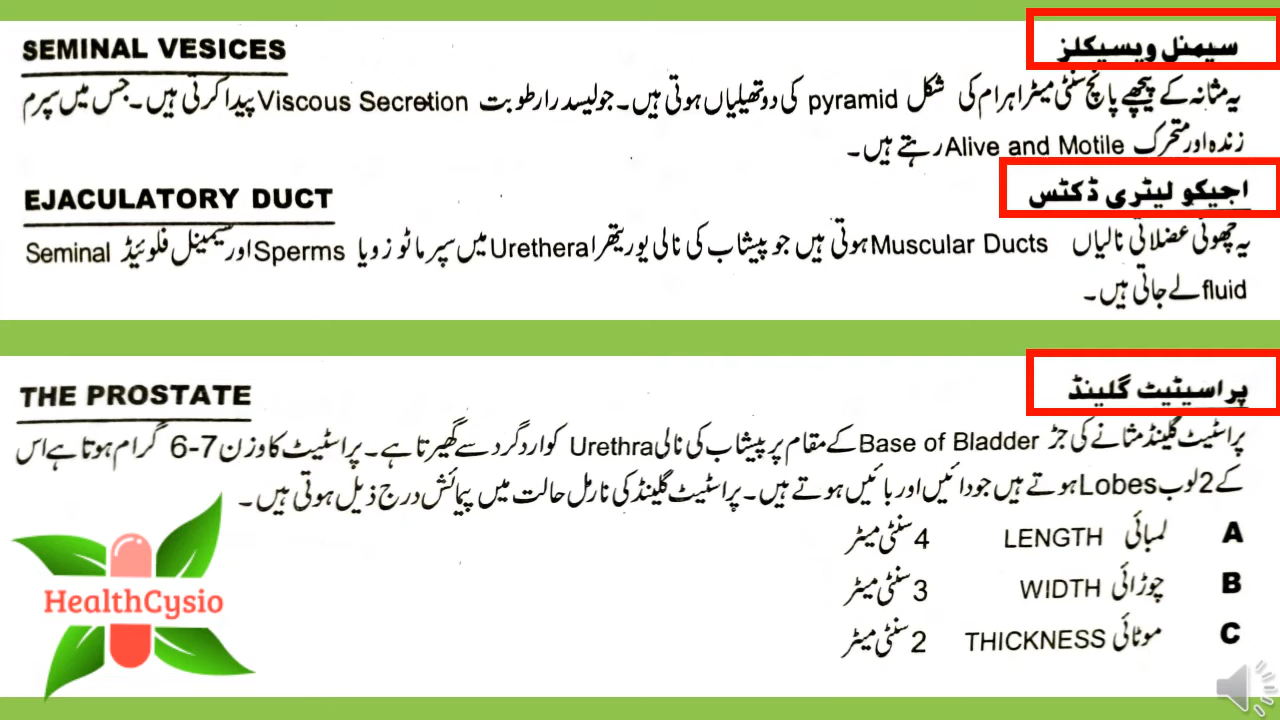 SEMINAL VESICES سیمنل ویسیکلز
یہ مثانہ کے پیچھے پانچ سنٹی میٹر اہرام کی شکل pyramid کی دو تھیلیاں ہوتی ہیں۔ جو لیسدار رطوبت Viscous Secretion پیدا کرتی ہیں۔ جس میں سپرم
زندہ اور متحرک Alive and Motile رہتے ہیں۔
EJACULATORY DUCT اجیکو لیٹری ڈکٹس
یہ چھوٹی عضلاتی نالیاں Muscular Ducts ہوتی ہیں جو پیشاب کی نالی یوریتھرا Urethera میں سپرماٹوزویا Sperms اور سیمینل فلوئیڈ Seminal
fluid لے جاتی ہیں۔
THE PROSTATE پراسیٹیٹ گلینڈ
پراسٹیٹ گلینڈ مثانے کی جڑ Base of Bladder کے مقام پر پیشاب کی نالی Urethra کو اردگرد سے گھیرتا ہے۔ پراسٹیٹ کا وزن 6-7 گرام ہوتا ہے اس
کے 2 لوب Lobes ہوتے ہیں جو دائیں اور بائیں ہوتے ہیں۔ پراسٹیٹ گلینڈ کی نارمل حالت میں پیمائش درج ذیل ہوتی ہیں۔
A لمبائی LENGTH 4 سنٹی میٹر
B چوڑائی WIDTH 3 سنٹی میٹر
C موٹائی THICKNESS 2 سنٹی میٹر
HealthCysio